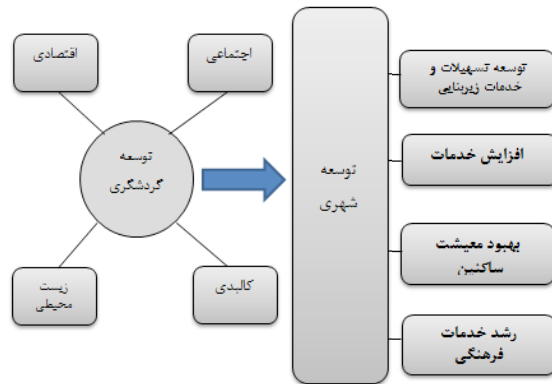 اجتماعی
اقتصادی
توسعه
گردشگری
کالبدی
زیست
محیطی
توسعه
شهری
توسعه تسهیلات و
خدمات زیربنایی
افزایش خدمات
بهبود معیشت
ساکنین
رشد خدمات
فرهنگی